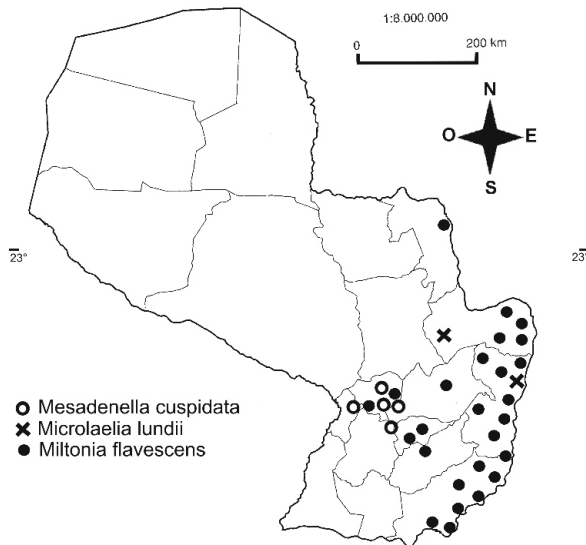 1:8.000.000
0 200 km
N
O E
S
23° 23°
Mesadenella cuspidata
Microlaelia lundii
Miltonia flavescens